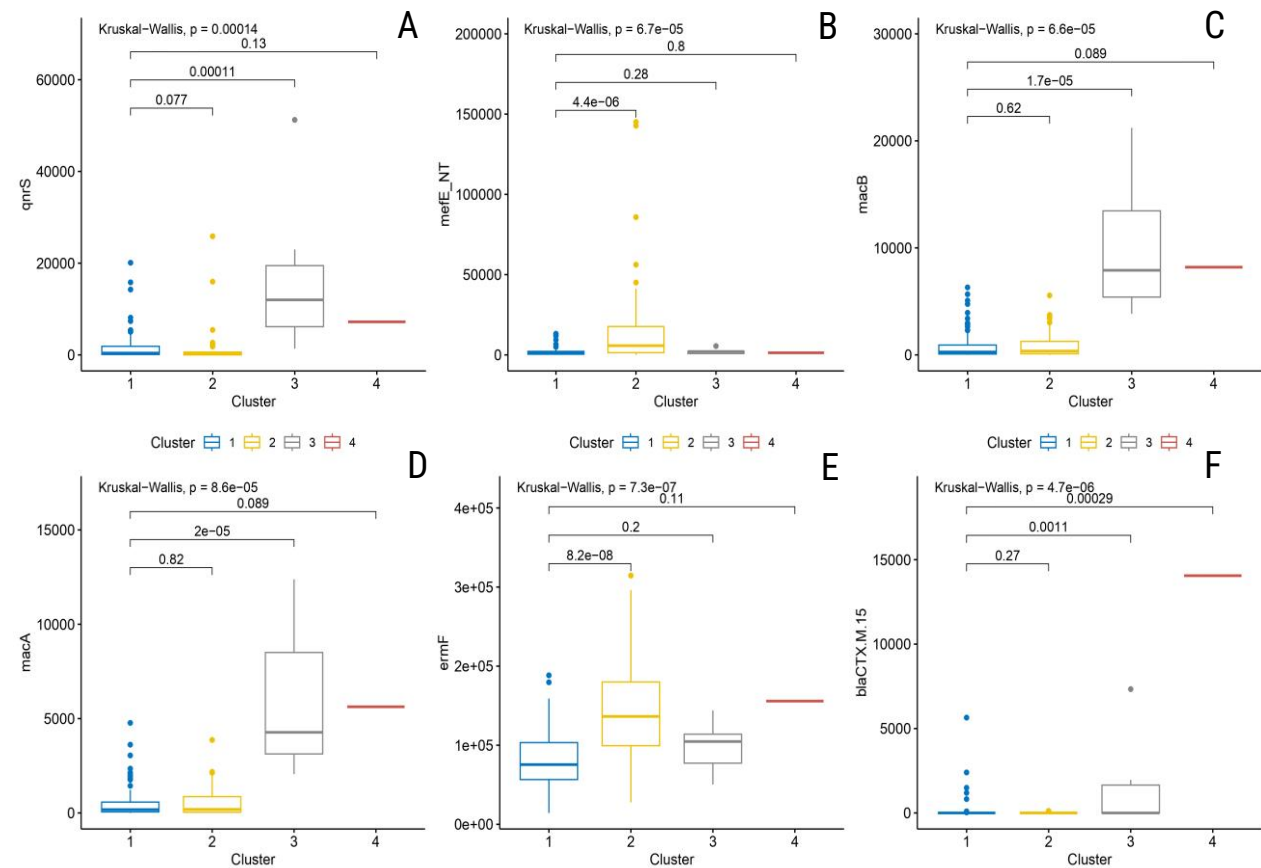 A
Kruskal−Wallis, p = 0.00014
0.13
0.00011
0.077
60000
40000
20000
0
qnrS
1 2 3 4
Cluster
B
Kruskal−Wallis, p = 6.7e−05
0.8
0.28
4.4e−06
200000
150000
100000
50000
0
mefE_NT
1 2 3 4
Cluster
C
Kruskal−Wallis, p = 6.6e−05
0.089
1.7e−05
0.62
30000
20000
10000
0
macB
1 2 3 4
Cluster
Cluster 1 2 3 4
Cluster 1 2 3 4
Cluster 1 2 3 4
D
Kruskal−Wallis, p = 8.6e−05
0.089
2e−05
0.82
15000
10000
5000
0
macA
1 2 3 4
Cluster
E
Kruskal−Wallis, p = 7.3e−07
0.11
0.2
8.2e−08
4e+05
3e+05
2e+05
1e+05
0e+00
ermF
1 2 3 4
Cluster
F
Kruskal−Wallis, p = 4.7e−06
0.00029
0.0011
0.27
15000
10000
5000
0
blaCTX.M.15
1 2 3 4
Cluster